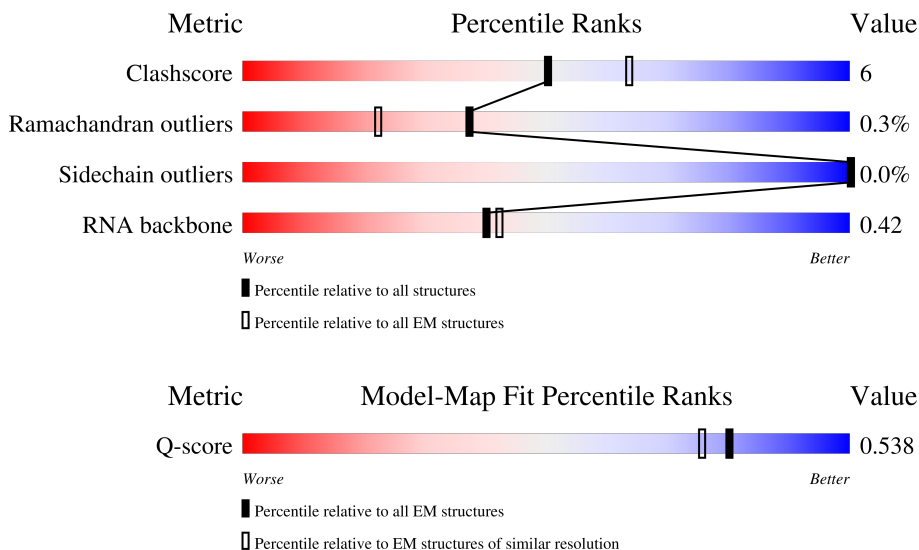 Metric Percentile Ranks Value
Clashscore 6
Ramachandran outliers 0.3%
Sidechain outliers 0.0%
RNA backbone 0.42
Worse Better
Percentile relative to all structures
Percentile relative to all EM structures
Metric Model-Map Fit Percentile Ranks Value
Q-score 0.538
Worse Better
Percentile relative to all EM structures
Percentile relative to EM structures of similar resolution